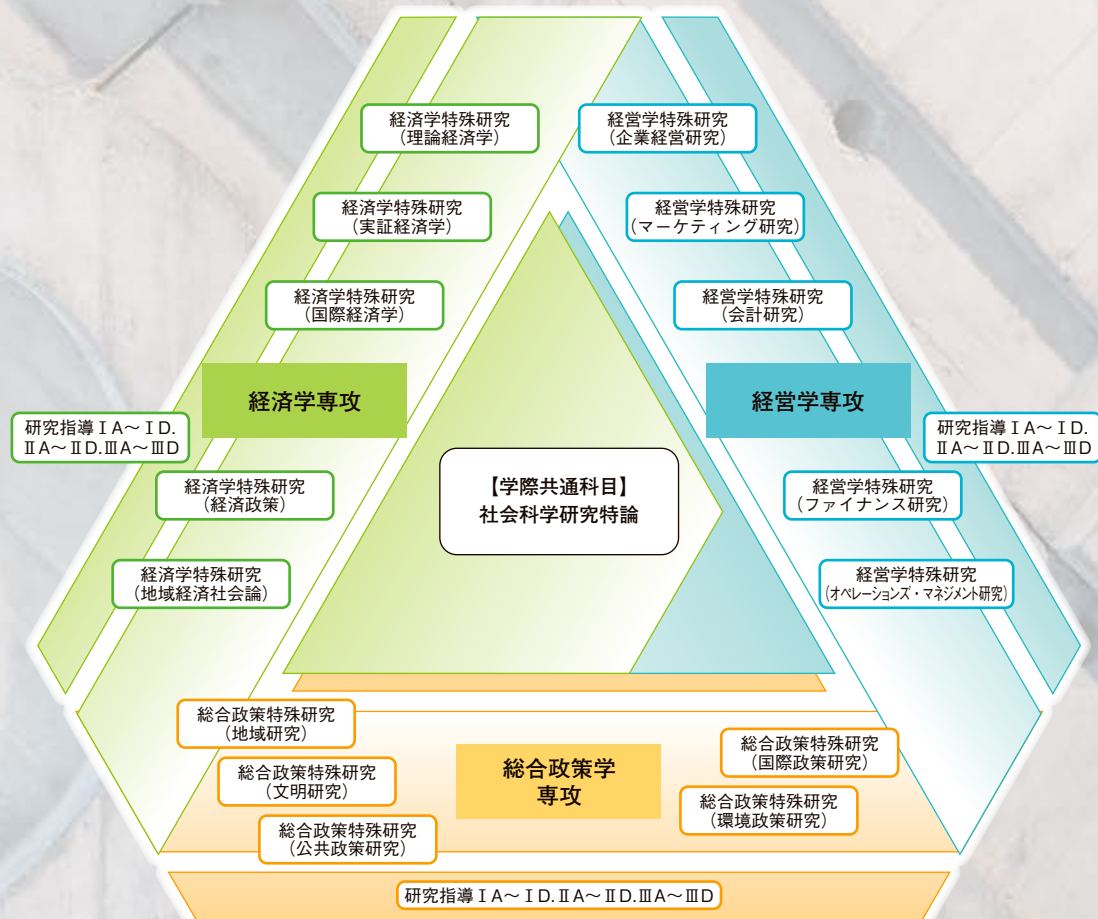 経済学特殊研究
(理論経済学)
経営学特殊研究
(企業経営研究)
経済学特殊研究
(実証経済学)
経営学特殊研究
(マーケティング研究)
経済学特殊研究
(国際経済学)
経営学特殊研究
(会計研究)
経済学専攻
経営学専攻
研究指導ⅠA～ⅠD.
ⅡA～ⅡD.ⅢA～ⅢD
研究指導ⅠA～ⅠD.
ⅡA～ⅡD.ⅢA～ⅢD
【学際共通科目】
社会科学研究特論
経済学特殊研究
(経済政策)
経営学特殊研究
(ファイナンス研究)
経済学特殊研究
(地域経済社会論)
経営学特殊研究
(オペレーションズ・マネジメント研究)
総合政策特殊研究
(地域研究)
総合政策特殊研究
(国際政策研究)
総合政策学
専攻
総合政策特殊研究
(文明研究)
総合政策特殊研究
(環境政策研究)
総合政策特殊研究
(公共政策研究)
研究指導ⅠA～ⅠD.ⅡA～ⅡD.ⅢA～ⅢD